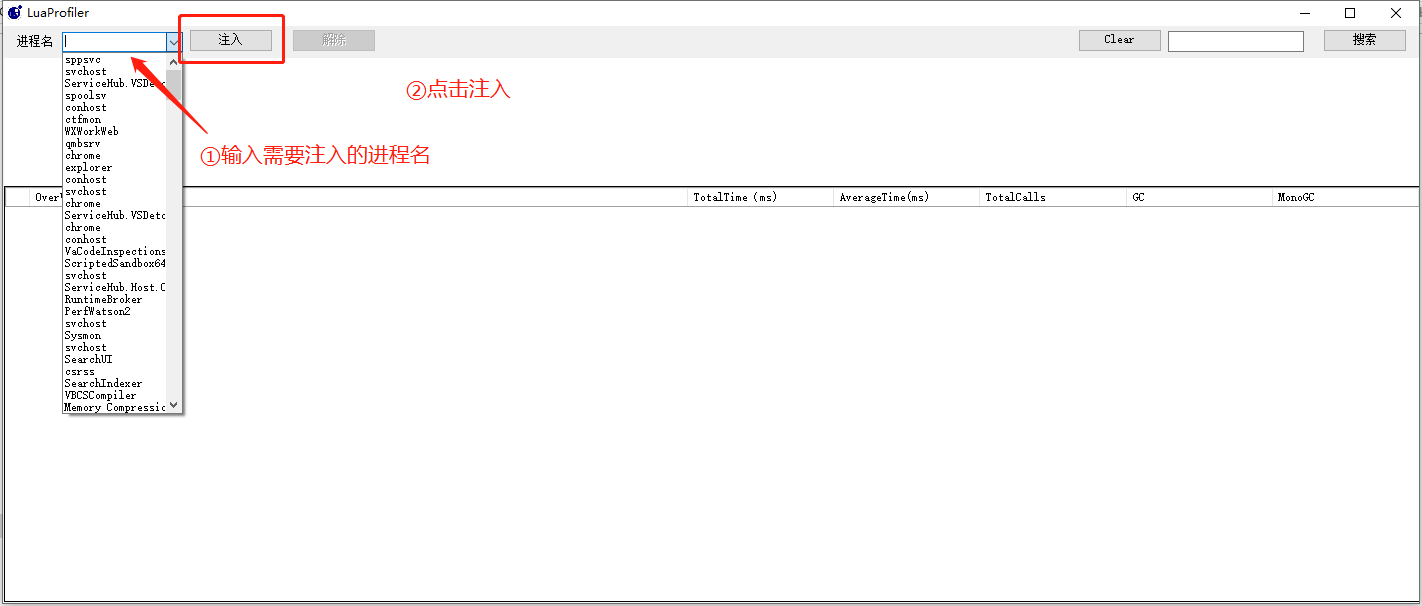 LuaProfiler
进程名 注入 解除 Clear 搜索
②点击注入
①输入需要注入的进程名
sppsvc
svchost
ServiceHub.VSDetc
spoolsv
conhost
ctfmon
WXWorkWeb
qmbsrv
chrome
explorer
conhost
svchost
chrome
ServiceHub.VSDetc
chrome
conhost
VaCodeInspections
ScriptedSandbox64
svchost
ServiceHub.Host.C
RuntimeBroker
PerfWatson2
svchost
Sysmon
svchost
SearchUI
csrss
SearchIndexer
VBCSCompiler
Memory Compressic
Over TotalTime (ms) AverageTime(ms) TotalCalls GC MonoGC